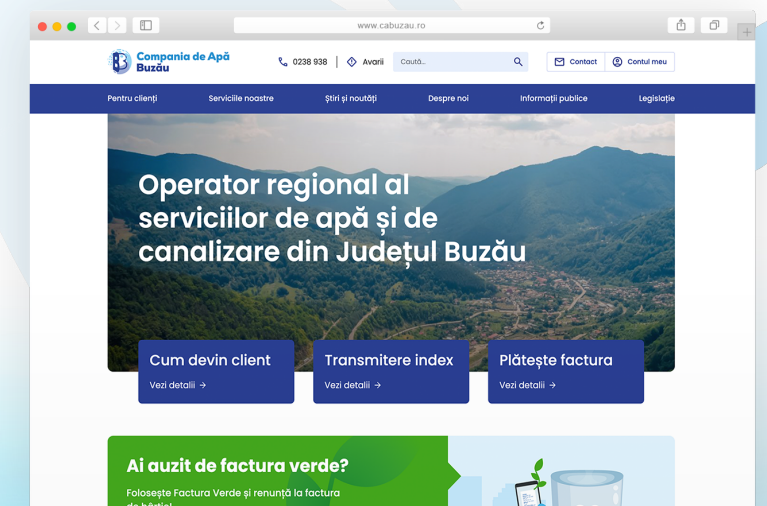 www.cabuzau.ro
Compania de Apă
Buzău
0238 938
Avarii
Caută...
Contact
Contul meu
Pentru clienți
Serviciile noastre
Știri și noutăți
Despre noi
Informații publice
Legislație
Operator regional al
serviciilor de apă și de
canalizare din Județul Buzău
Cum devin client
Vezi detalii →
Transmitere index
Vezi detalii →
Plătește factura
Vezi detalii →
Ai auzit de factura verde?
Folosește Factura Verde și renunță la factura
de hârtie!